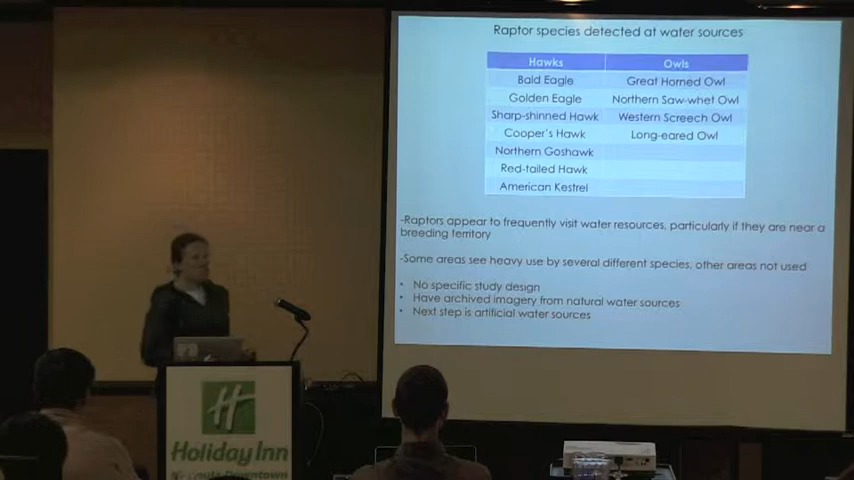 Raptor species detected at water sources
Hawks Owls
Bald Eagle Great Horned Owl
Golden Eagle Northern Saw-whet Owl
Sharp-shinned Hawk Western Screech Owl
Cooper's Hawk Long-eared Owl
Northern Goshawk
Red-tailed Hawk
American Kestrel
-Raptors appear to frequently visit water resources, particularly if they are near a
breeding territory
-Some areas see heavy use by several different species, other areas not used
• No specific study design
• Have archived imagery from natural water sources
• Next step is artificial water sources
H
Holiday Inn
Downtown